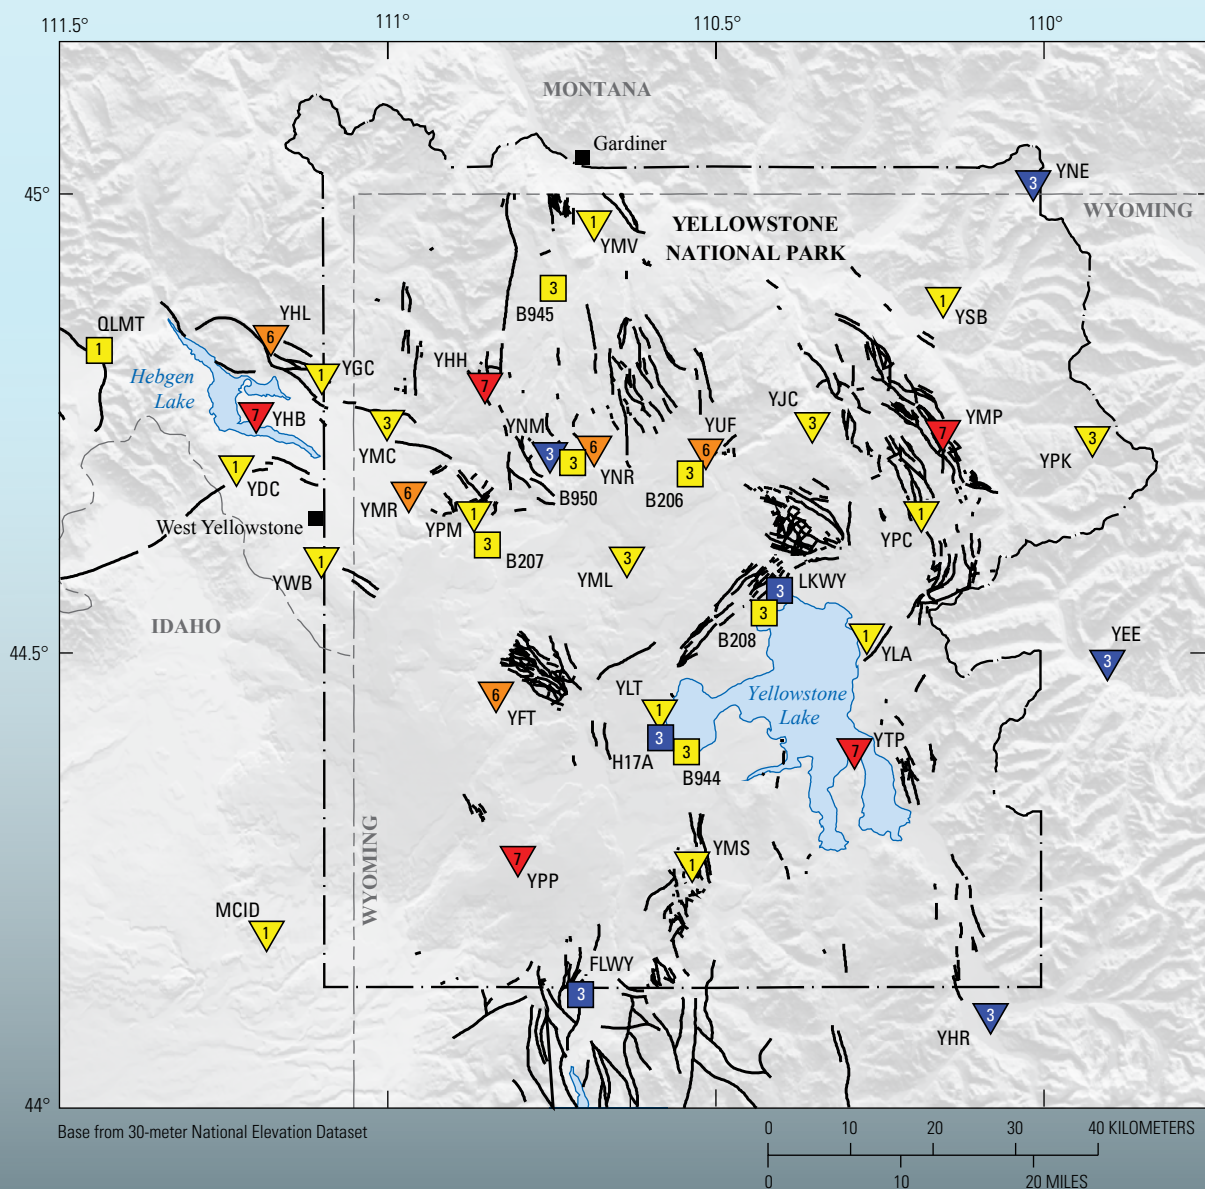 111.5°
111°
110.5°
110°
MONTANA
Gardiner
45°
3
YNE
WYOMING
1
YMV
YELLOWSTONE
NATIONAL PARK
3
B945
1
YSB
QLMT
1
YHL
6
Hebgen
Lake
YGC
1
YHH
7
7
YHB
3
YMC
YNM
3
3
B950
6
YNR
YUF
6
3
B206
YJC
3
YMP
7
3
YPK
1
YDC
6
YMR
1
YPM
West Yellowstone
3
B207
1
YPC
1
YWB
3
YML
LKWY
3
3
B208
IDAHO
1
YLA
YEE
3
44.5°
6
YFT
YLT
1
3
H17A
3
B944
Yellowstone
Lake
YTP
7
7
YPP
YMS
1
WYOMING
MCID
1
FLWY
3
3
YHR
44°
Base from 30-meter National Elevation Dataset
0 10 20 30 40 KILOMETERS
0 10 20 MILES